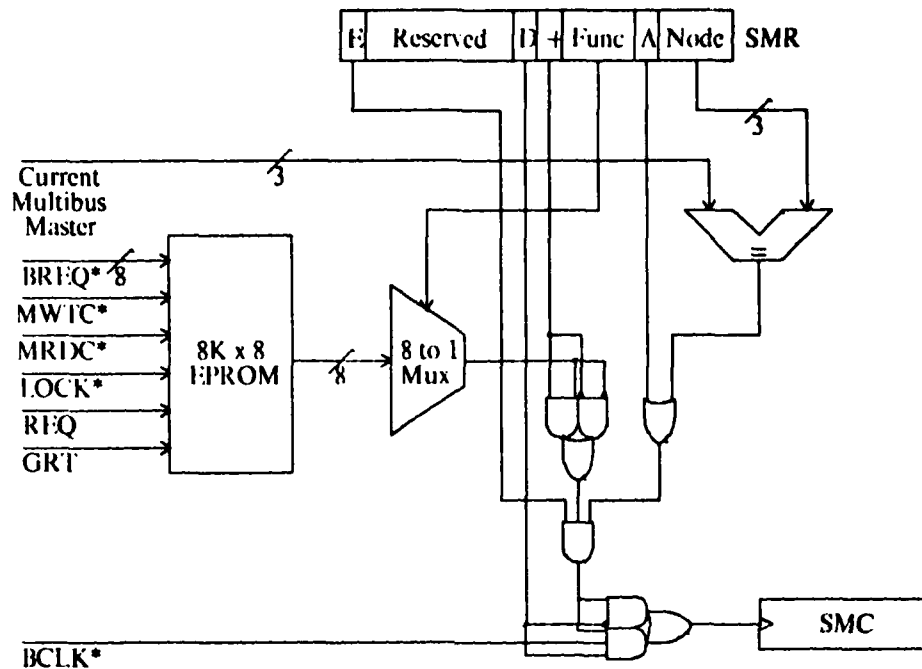 E Reserved D + Func A Node SMR
3
3
Current
Multibus
Master
BREQ* 8
MWTC*
MRDC*
LOCK*
REQ
GRT
8K x 8
EPROM
8
8 to 1
Mux
=
SMC
BCLK*